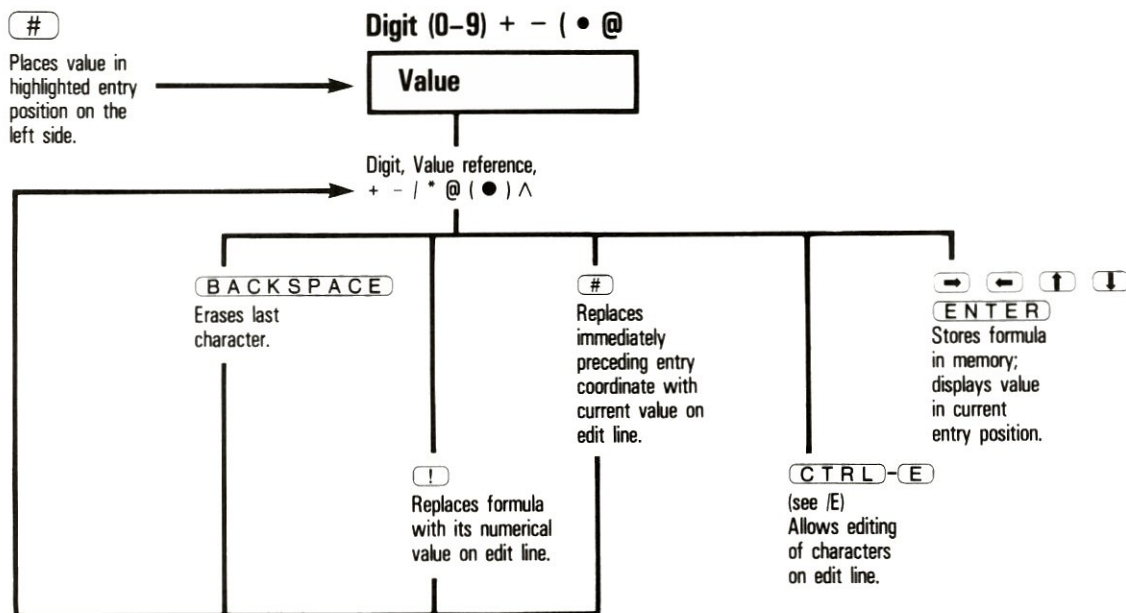 #
Places value in
highlighted entry
position on the
left side.
Digit (0–9) + – ( ● @
Value
Digit, Value reference,
+ – / * @ ( ● ) ∧
BACKSPACE
Erases last
character.
!
Replaces formula
with its numerical
value on edit line.
#
Replaces
immediately
preceding entry
coordinate with
current value on
edit line.
CTRL-E
(see /E)
Allows editing
of characters
on edit line.
➡ ⬅ ⬆ ⬇
ENTER
Stores formula
in memory;
displays value
in current
entry position.